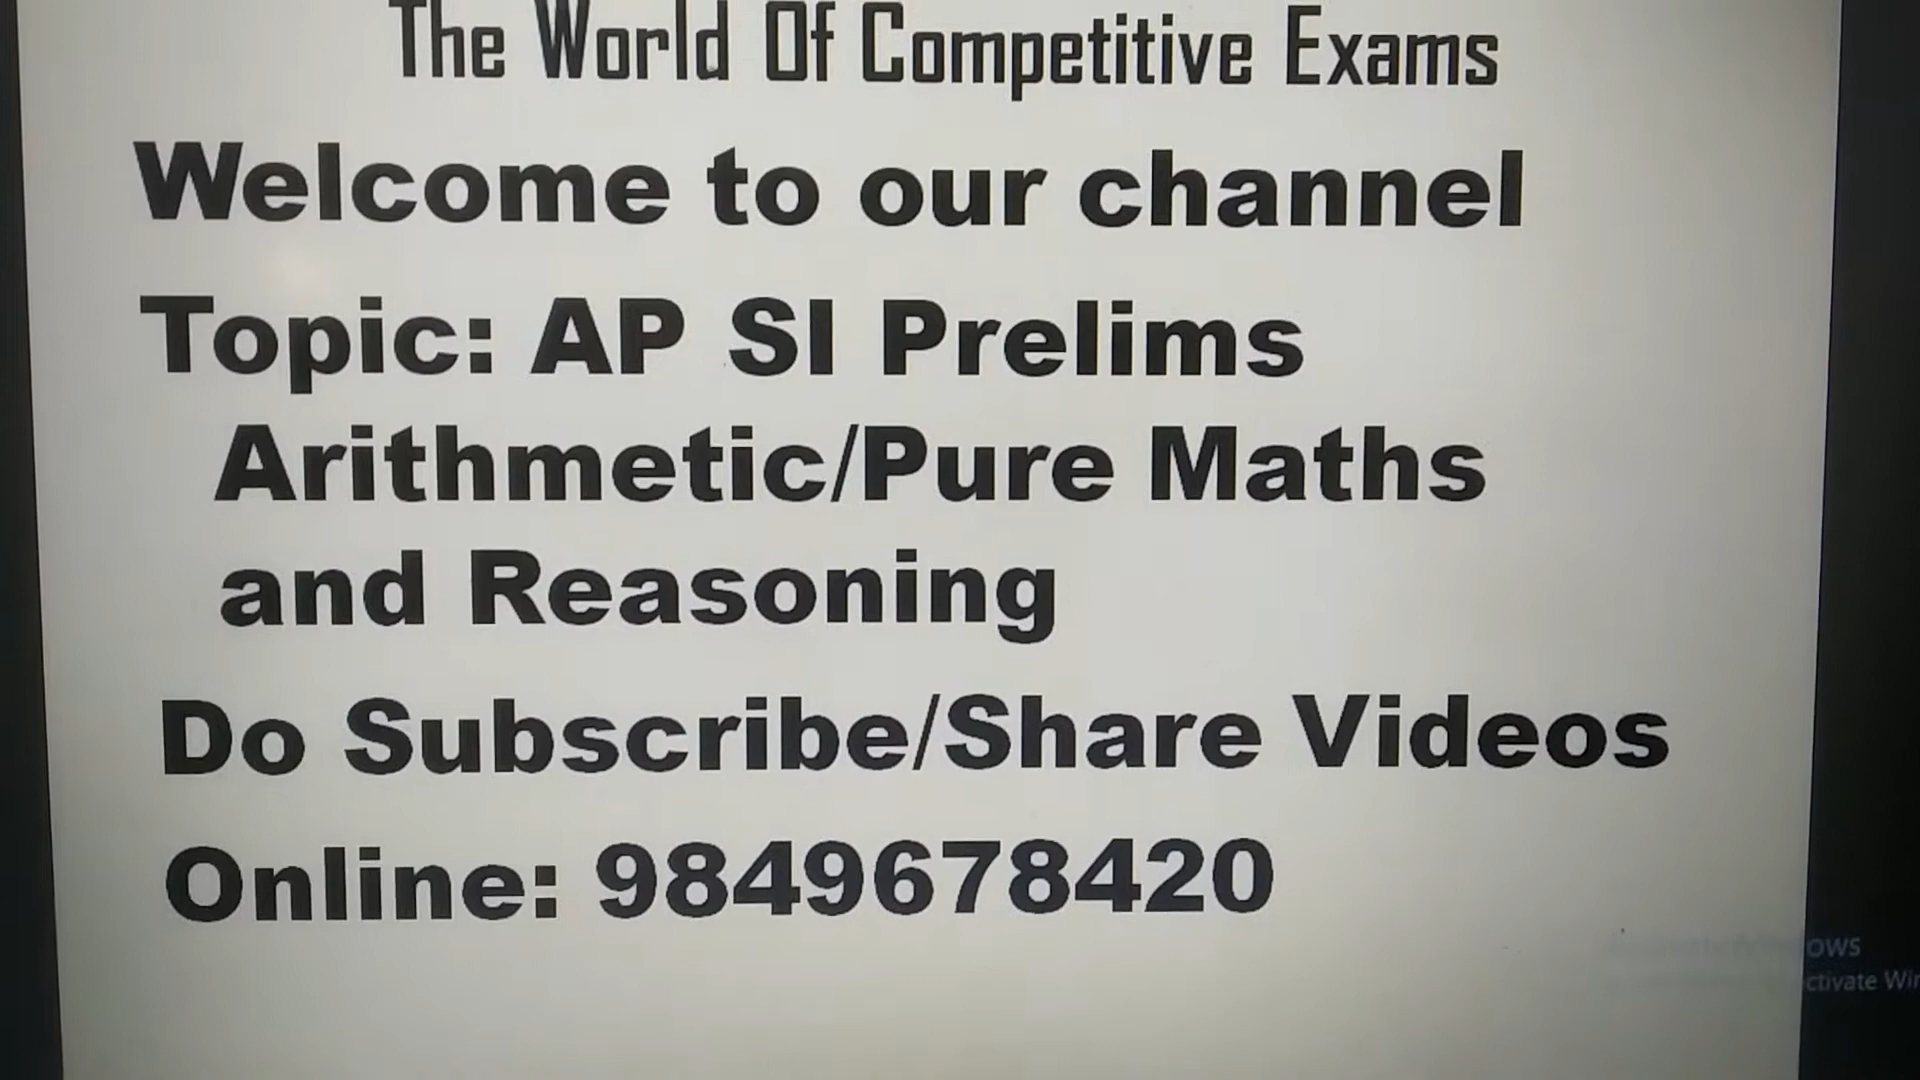 The World Of Competitive Exams
Welcome to our channel
Topic: AP SI Prelims
Arithmetic/Pure Maths
and Reasoning
Do Subscribe/Share Videos
Online: 9849678420